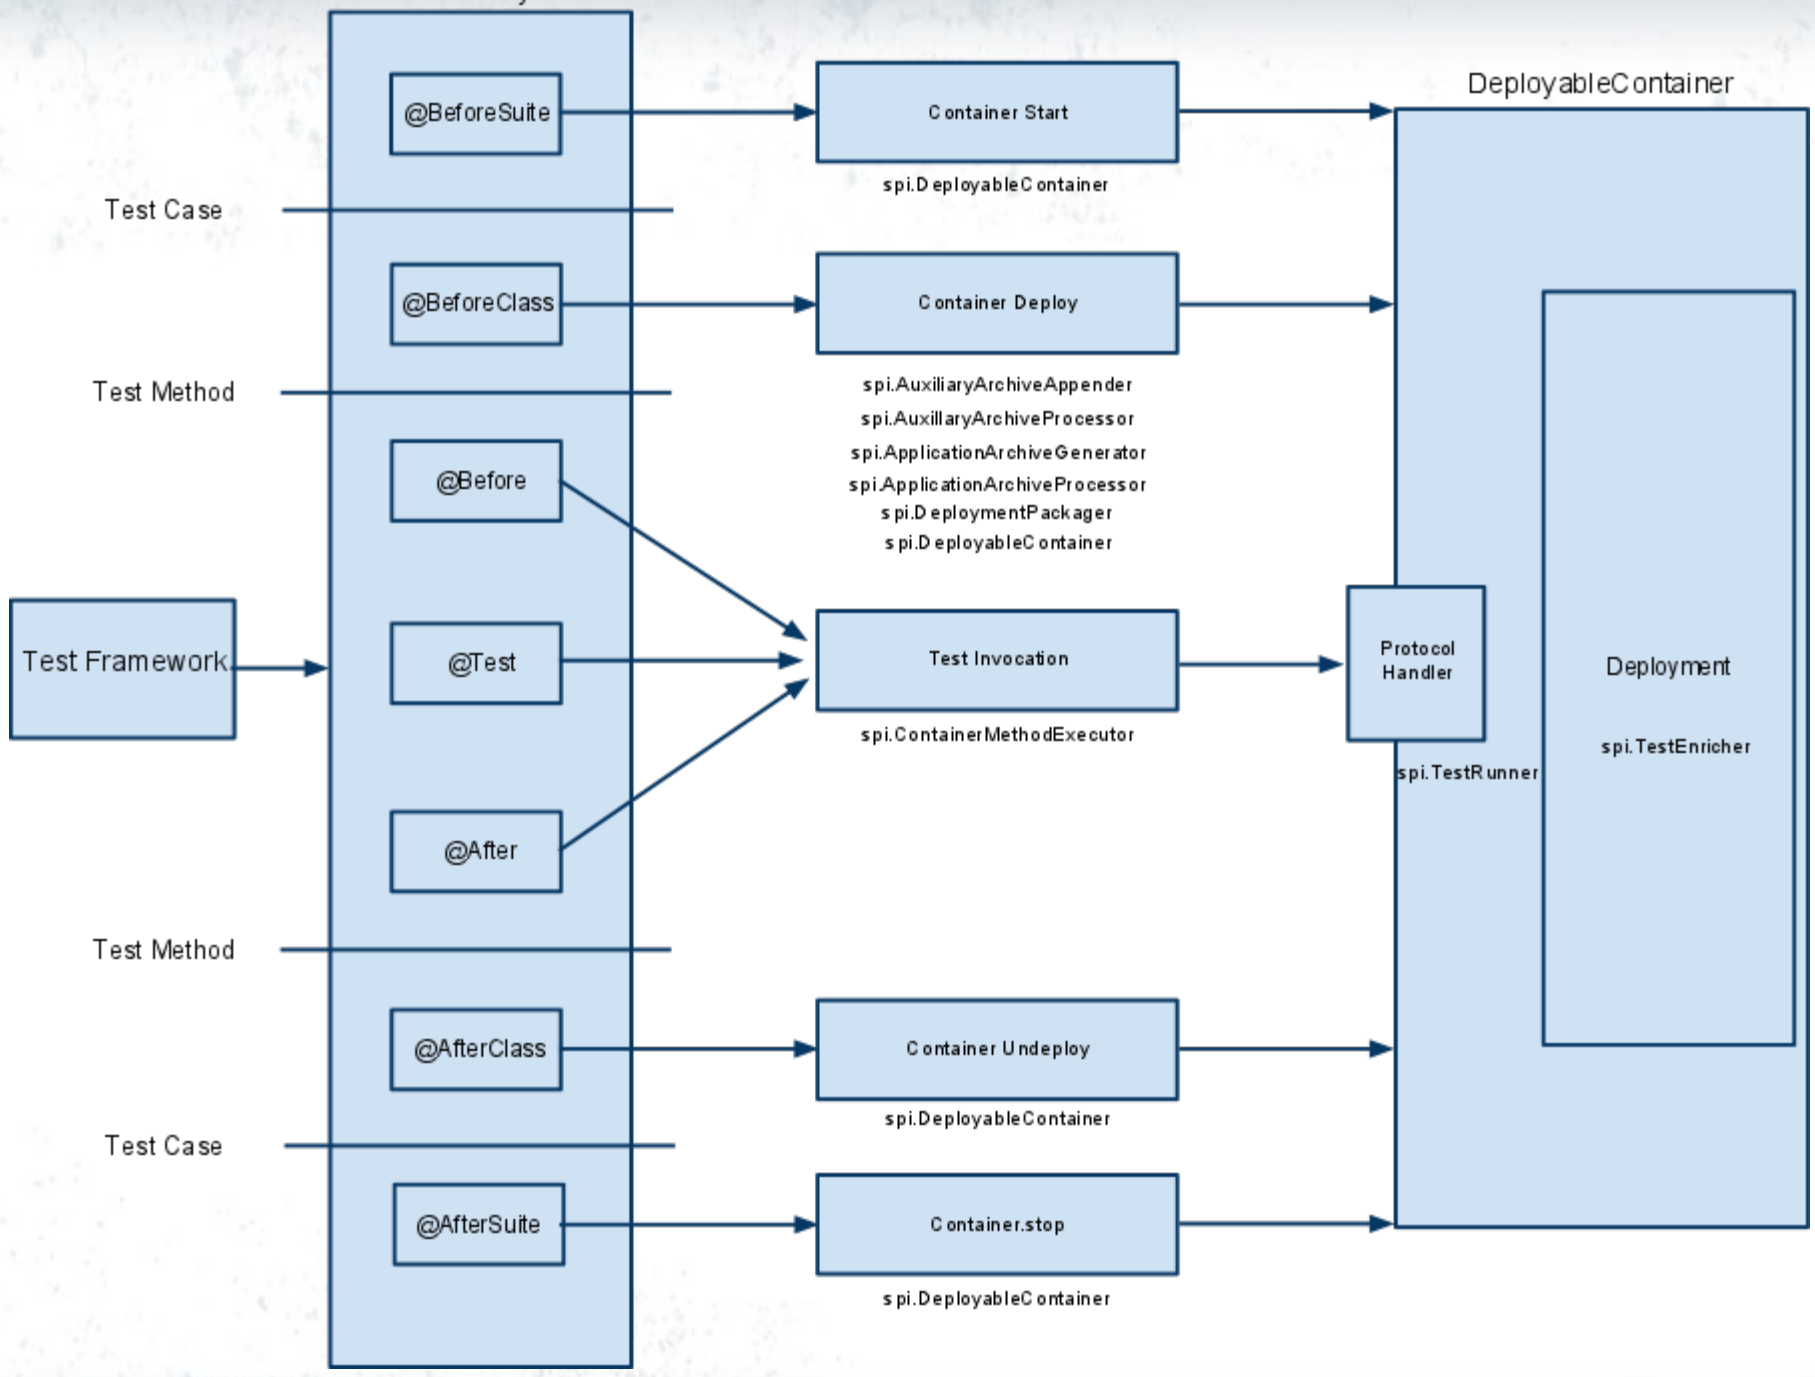 DeployableContainer
@BeforeSuite
Container Start
spi.DeployableContainer
Test Case
@BeforeClass
Container Deploy
Test Method
spi.AuxiliaryArchiveAppender
spi.AuxillaryArchiveProcessor
spi.ApplicationArchiveGenerator
spi.ApplicationArchiveProcessor
spi.DeploymentPackager
spi.DeployableContainer
@Before
Test Framework
@Test
Test Invocation
spi.ContainerMethodExecutor
Protocol
Handler
spi.TestRunner
Deployment
spi.TestEnricher
@After
Test Method
@AfterClass
Container Undeploy
spi.DeployableContainer
Test Case
@AfterSuite
Container.stop
spi.DeployableContainer